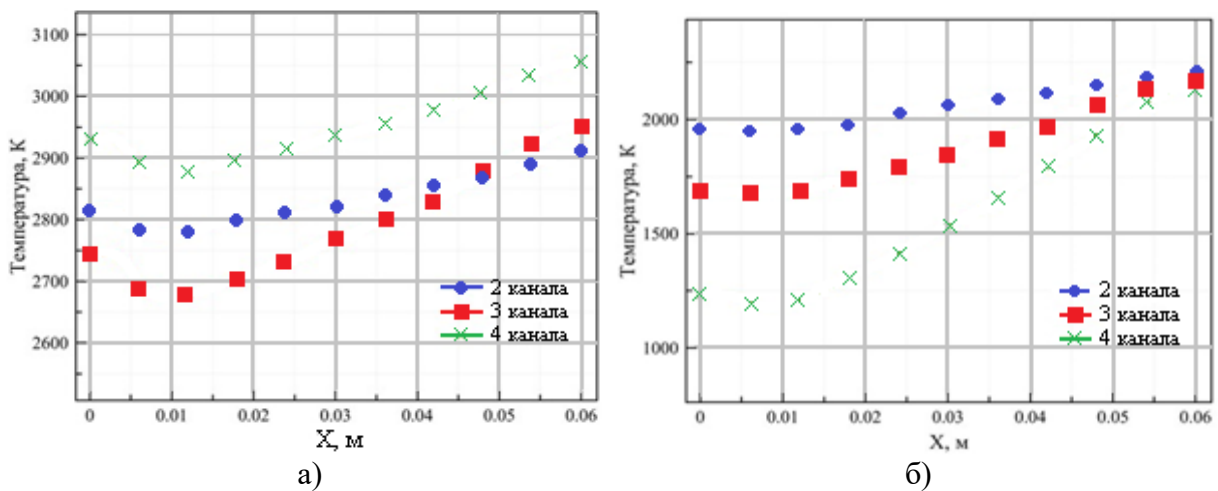 Температура, К
3100
3000
2900
2800
2700
2600
0
0.01
0.02
0.03
0.04
0.05
0.06
X, м
2 канала
3 канала
4 канала
а)
Температура, К
2000
1500
1000
0
0.01
0.02
0.03
0.04
0.05
0.06
X, м
2 канала
3 канала
4 канала
б)